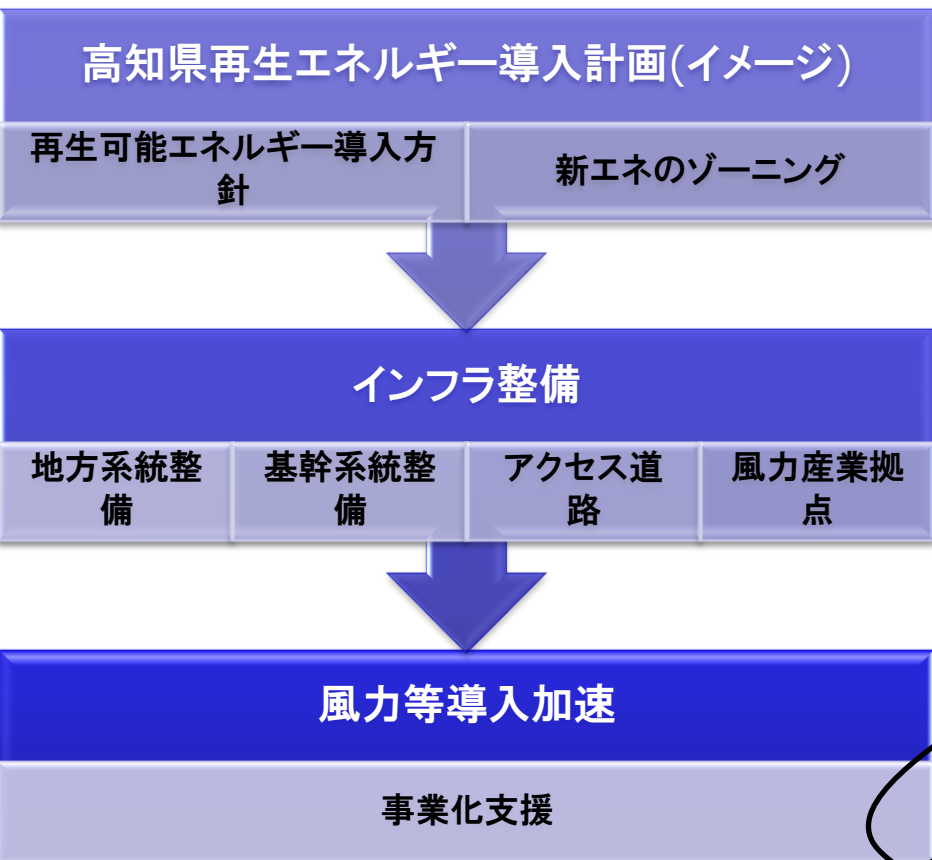 高知県再生エネルギー導入計画(イメージ)
再生可能エネルギー導入方
針
新エネのゾーニング
インフラ整備
地方系統整
備
基幹系統整
備
アクセス道
路
風力産業拠
点
風力等導入加速
事業化支援